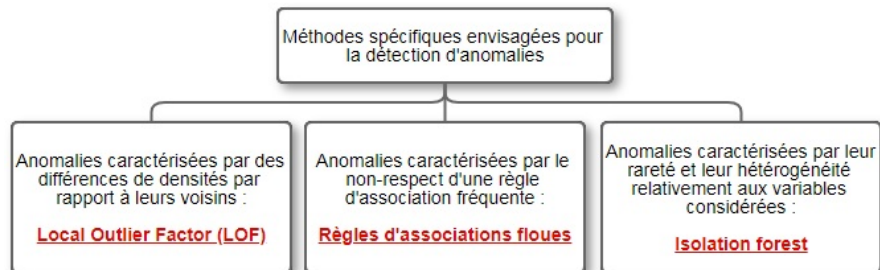 Méthodes spécifiques envisagées pour
la détection d'anomalies
Anomalies caractérisées par des
différences de densités par
rapport à leurs voisins :
Local Outlier Factor (LOF)
Anomalies caractérisées par le
non-respect d'une règle
d'association fréquente :
Règles d'associations floues
Anomalies caractérisées par leur
rareté et leur hétérogénéité
relativement aux variables
considérées :
Isolation forest